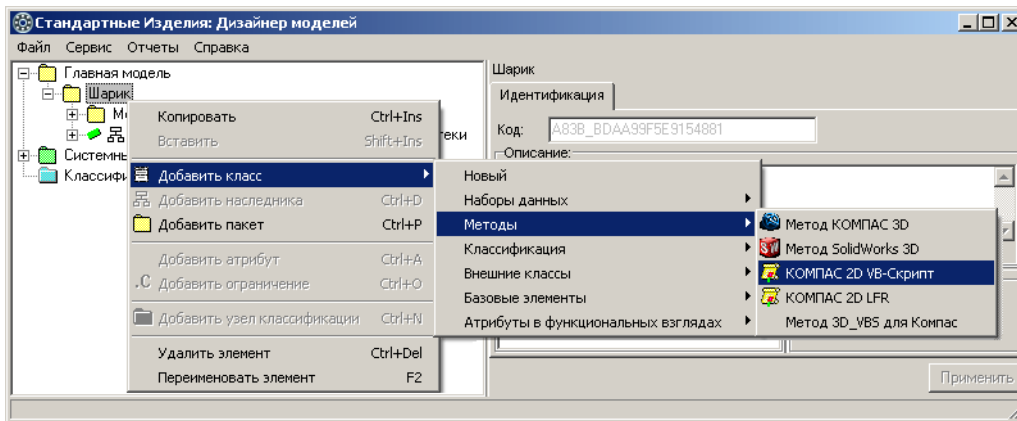 Стандартные Изделия: Дизайнер моделей
Файл Сервис Отчеты Справка
Главная модель
Шарик
Системны
Классифи
Шарик
Идентификация
Код: A83B_BDAA99F5E9154881
Описание:
Копировать Ctrl+Ins
Вставить Shift+Ins
Добавить класс
Добавить наследника Ctrl+D
Добавить пакет Ctrl+P
Добавить атрибут Ctrl+A
.C Добавить ограничение Ctrl+O
Добавить узел классификации Ctrl+N
Удалить элемент Ctrl+Del
Переименовать элемент F2
теки
Новый
Наборы данных
Методы
Классификация
Внешние классы
Базовые элементы
Атрибуты в функциональных взглядах
Метод КОМПАС 3D
Метод SolidWorks 3D
КОМПАС 2D VB-Скрипт
КОМПАС 2D LFR
Метод 3D_VBS для Компас
Применить